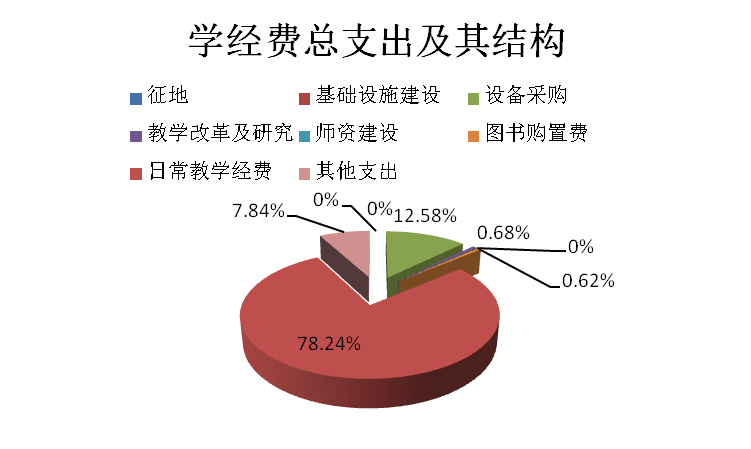 学经费总支出及其结构
征地 基础设施建设 设备采购
教学改革及研究 师资建设 图书购置费
日常教学经费 其他支出
0%
7.84%
0%
12.58%
0.68%
0%
0.62%
78.24%